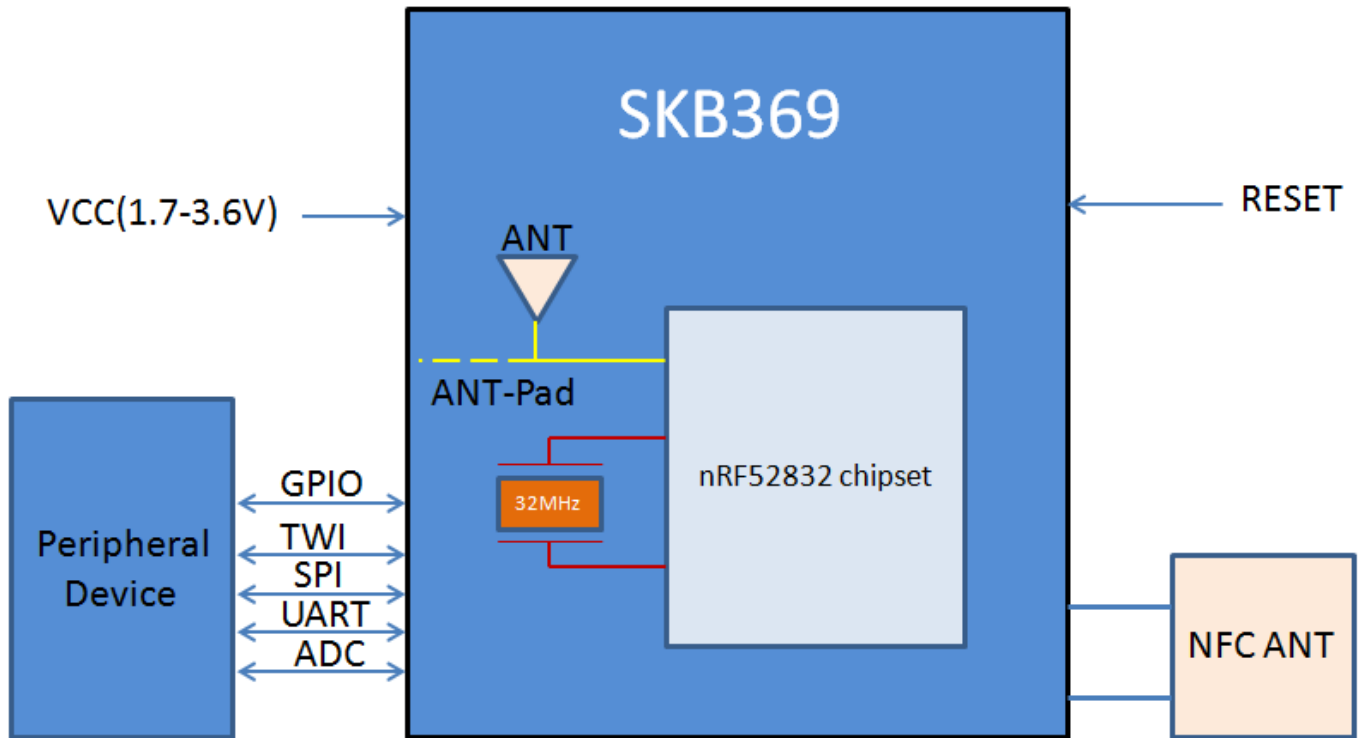 SKB369
VCC(1.7-3.6V)
RESET
ANT
ANT-Pad
nRF52832 chipset
32MHz
GPIO
TWI
SPI
UART
ADC
Peripheral
Device
NFC ANT